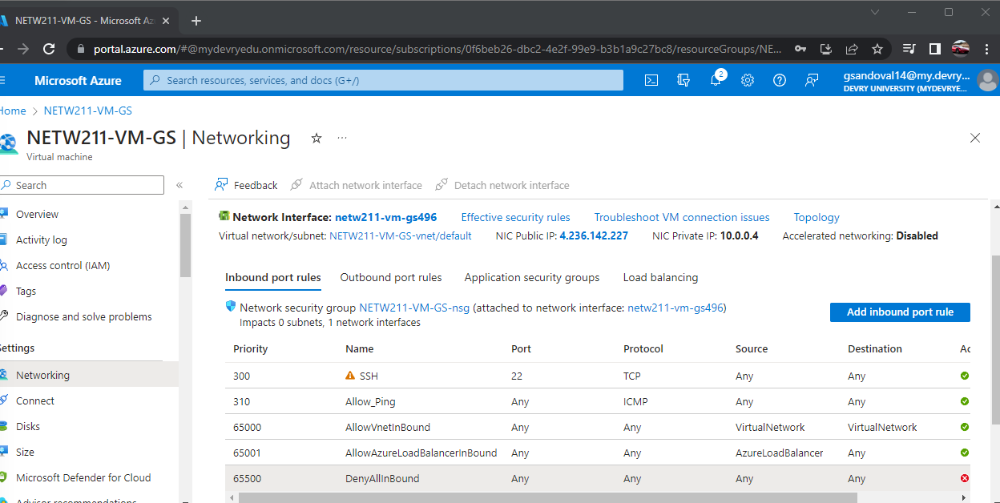 NETW211-VM-GS - Microsoft Az
portal.azure.com/#@mydevryedu.onmicrosoft.com/resource/subscriptions/0f6beb26-dbc2-4e2f-99e9-b3b1a9c27bc8/resourceGroups/NE...
Microsoft Azure
Search resources, services, and docs (G+/)
2
gsandoval14@my.devry...
DEVRY UNIVERSITY (MYDEVRYE...
Home > NETW211-VM-GS
NETW211-VM-GS | Networking ...
Virtual machine
Search
«
Feedback Attach network interface Detach network interface
Overview
Activity log
Access control (IAM)
Tags
Diagnose and solve problems
Settings
Networking
Connect
Disks
Size
Microsoft Defender for Cloud
Advisor recommendations
Network Interface: netw211-vm-gs496 Effective security rules Troubleshoot VM connection issues Topology
Virtual network/subnet: NETW211-VM-GS-vnet/default NIC Public IP: 4.236.142.227 NIC Private IP: 10.0.0.4 Accelerated networking: Disabled
Inbound port rules Outbound port rules Application security groups Load balancing
Network security group NETW211-VM-GS-nsg (attached to network interface: netw211-vm-gs496)
Impacts 0 subnets, 1 network interfaces
Add inbound port rule
Priority Name Port Protocol Source Destination Ac
300 SSH 22 TCP Any Any
310 Allow_Ping Any ICMP Any Any
65000 AllowVnetInBound Any Any VirtualNetwork VirtualNetwork
65001 AllowAzureLoadBalancerInBound Any Any AzureLoadBalancer Any
65500 DenyAllInBound Any Any Any Any